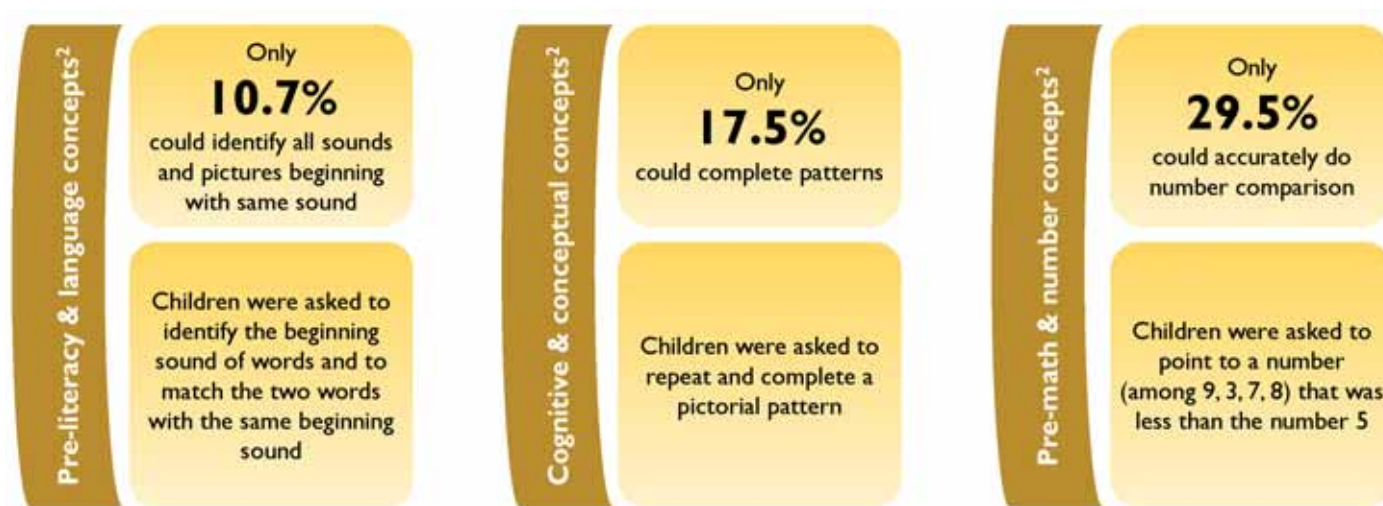 Pre-literacy & language concepts²
Only
10.7%
could identify all sounds
and pictures beginning
with same sound
Children were asked to
identify the beginning
sound of words and to
match the two words
with the same beginning
sound
Cognitive & conceptual concepts²
Only
17.5%
could complete patterns
Children were asked to
repeat and complete a
pictorial pattern
Pre-math & number concepts²
Only
29.5%
could accurately do
number comparison
Children were asked to
point to a number
(among 9, 3, 7, 8) that was
less than the number 5